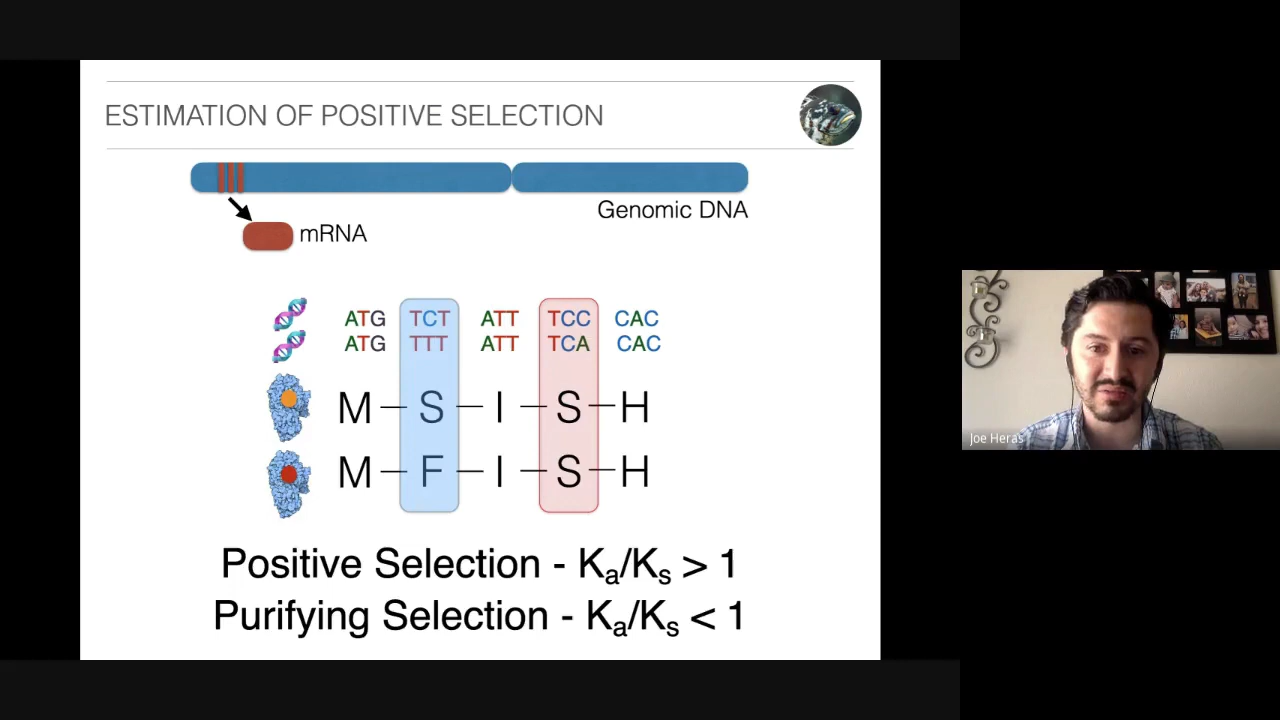 ESTIMATION OF POSITIVE SELECTION
Genomic DNA
mRNA
ATG TCT ATT TCC CAC
ATG TTT ATT TCA CAC
M – S – I – S – H
M – F – I – S – H
Positive Selection - Ka/Ks > 1
Purifying Selection - Ka/Ks < 1
Joe Heras